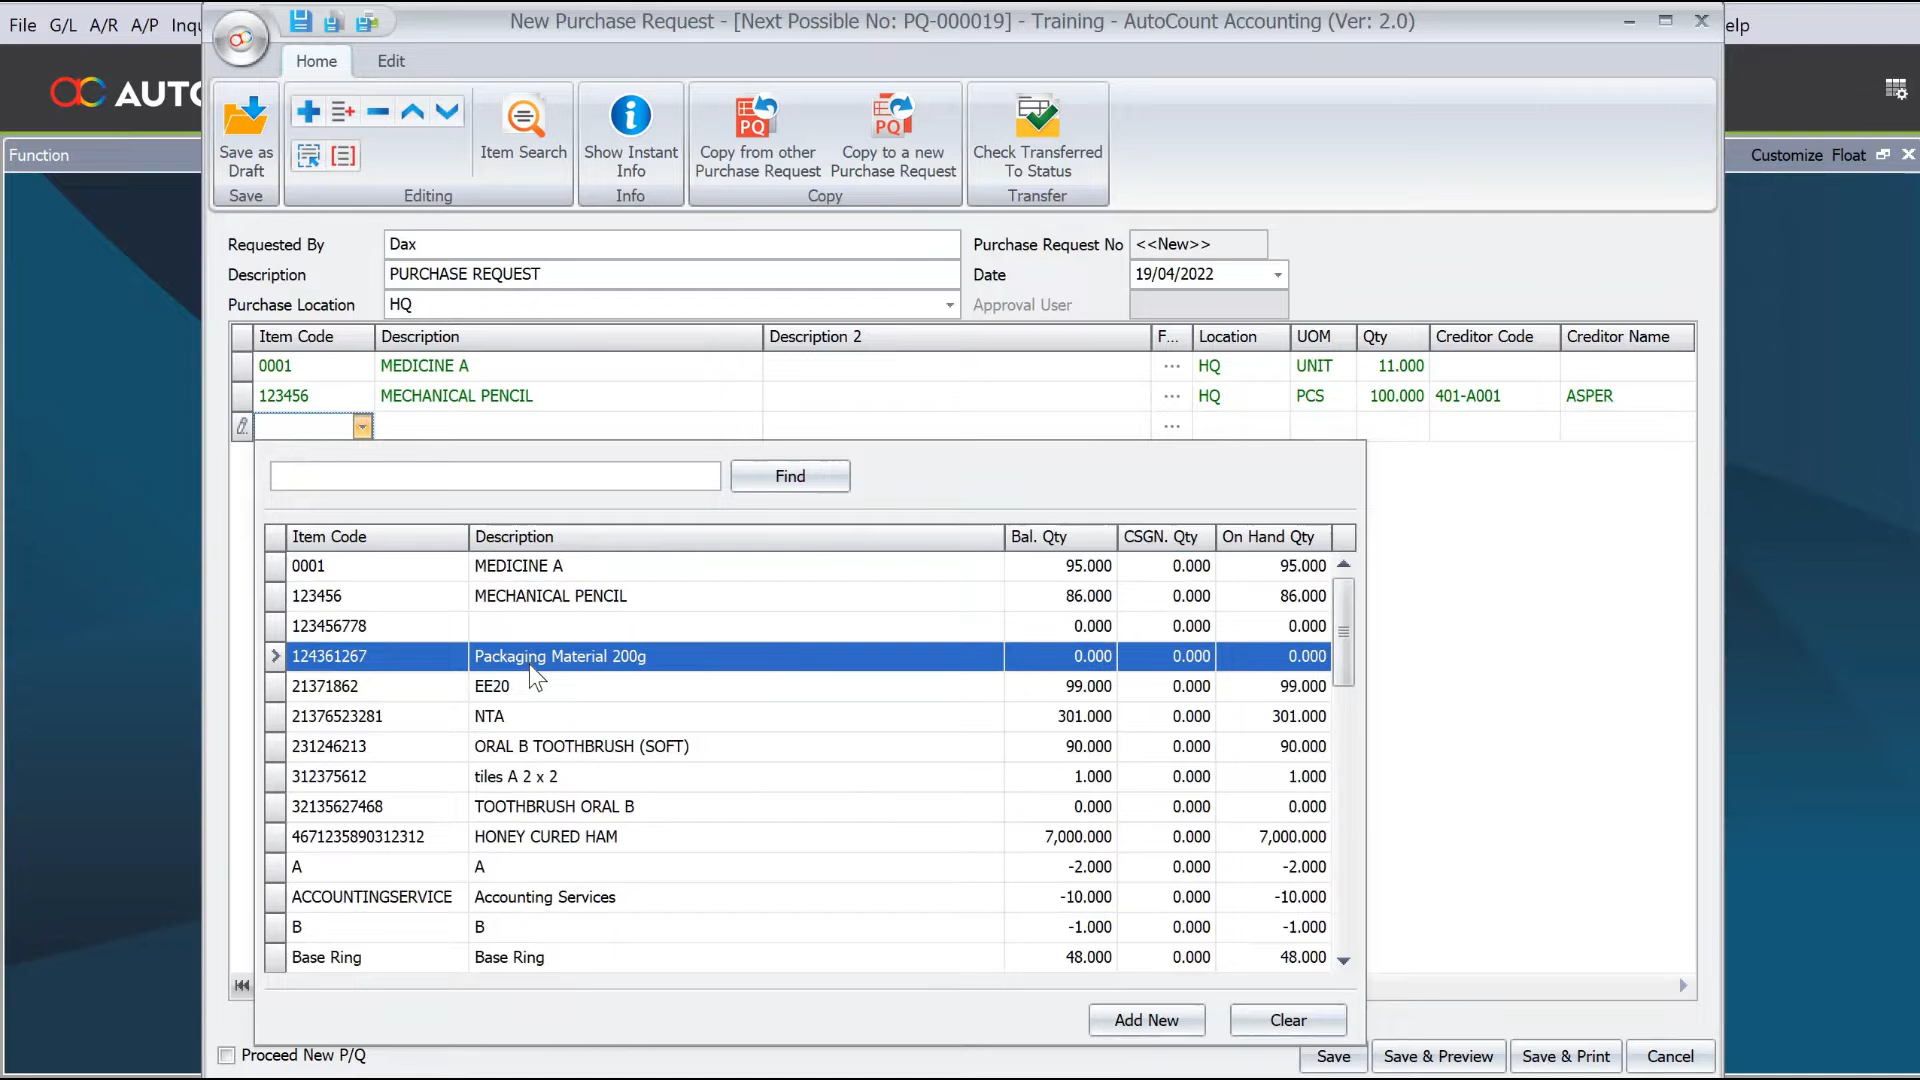 New Purchase Request - [Next Possible No: PQ-000019] - Training - AutoCount Accounting (Ver: 2.0)
File G/L A/R A/P Inqu
elp
AUTO
Home Edit
Save as Draft
Item Search
Show Instant Info
Copy from other Purchase Request
Copy to a new Purchase Request
Check Transferred To Status
Save Editing Info Copy Transfer
Function
Customize Float
Requested By Dax Purchase Request No <<New>>
Description PURCHASE REQUEST Date 19/04/2022
Purchase Location HQ Approval User
Item Code Description Description 2 F... Location UOM Qty Creditor Code Creditor Name
0001 MEDICINE A ... HQ UNIT 11.000
123456 MECHANICAL PENCIL ... HQ PCS 100.000 401-A001 ASPER
...
Find
Item Code Description Bal. Qty CSGN. Qty On Hand Qty
0001 MEDICINE A 95.000 0.000 95.000
123456 MECHANICAL PENCIL 86.000 0.000 86.000
123456778 0.000 0.000 0.000
124361267 Packaging Material 200g 0.000 0.000 0.000
21371862 EE20 99.000 0.000 99.000
21376523281 NTA 301.000 0.000 301.000
231246213 ORAL B TOOTHBRUSH (SOFT) 90.000 0.000 90.000
312375612 tiles A 2 x 2 1.000 0.000 1.000
32135627468 TOOTHBRUSH ORAL B 0.000 0.000 0.000
4671235890312312 HONEY CURED HAM 7,000.000 0.000 7,000.000
A A -2.000 0.000 -2.000
ACCOUNTINGSERVICE Accounting Services -10.000 0.000 -10.000
B B -1.000 0.000 -1.000
Base Ring Base Ring 48.000 0.000 48.000
Add New Clear
Proceed New P/Q Save Save & Preview Save & Print Cancel